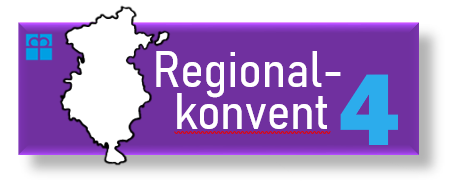 Regional-
konvent
4